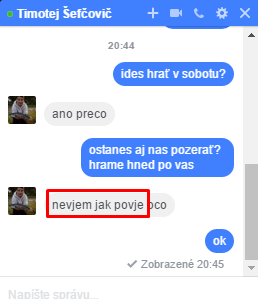 Timotej Šefčovič
20:44
ides hrať v sobotu?
ano preco
ostanes aj nas pozerať?
hrame hned po vas
nevjem jak povje oco
ok
Zobrazené 20:45
Napíšte správu...